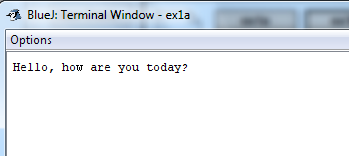 BlueJ: Terminal Window - ex1a
Options
Hello, how are you today?